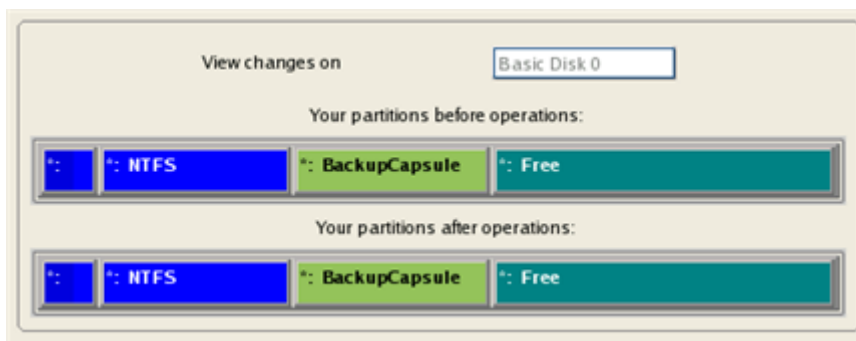 View changes on Basic Disk 0
Your partitions before operations:
*: *: NTFS *: BackupCapsule *: Free
Your partitions after operations:
*: *: NTFS *: BackupCapsule *: Free